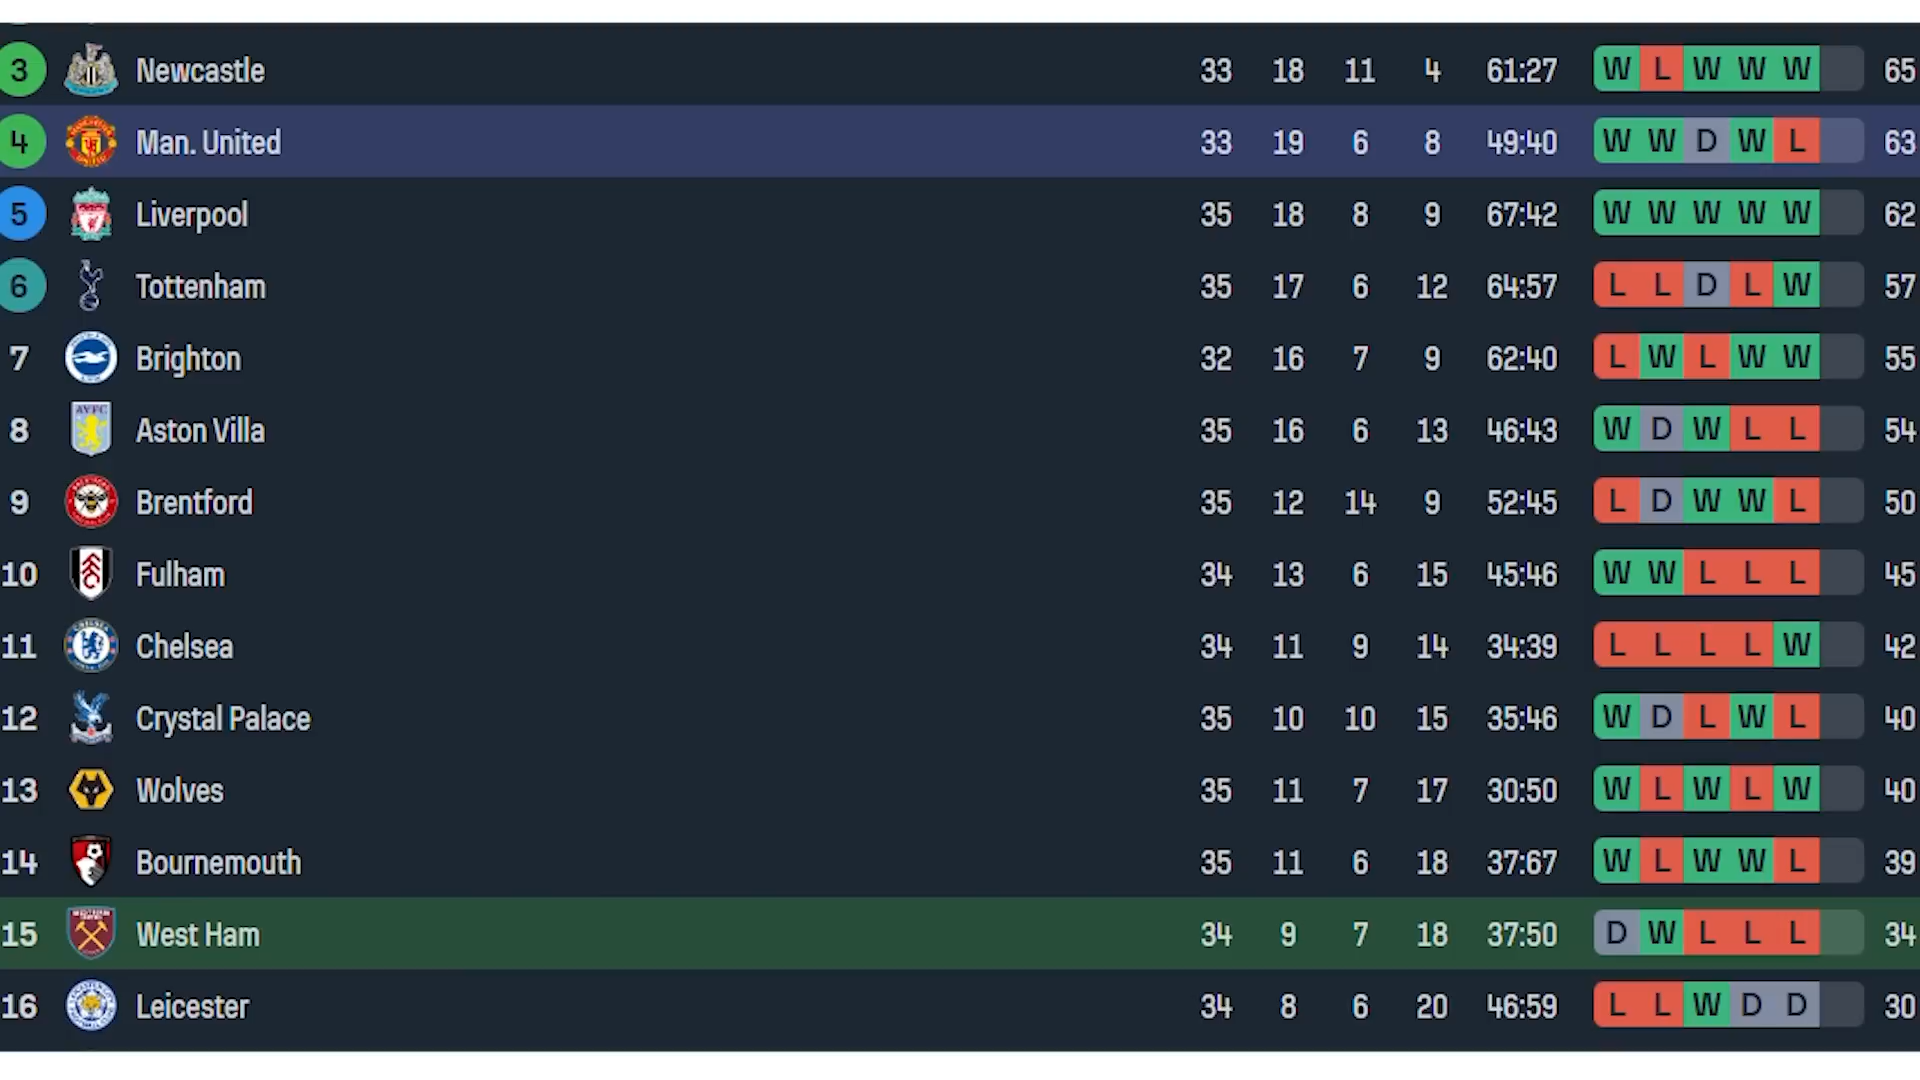 3 Newcastle 33 18 11 4 61:27 W L W W W 65
4 Man. United 33 19 6 8 49:40 W W D W L 63
5 Liverpool 35 18 8 9 67:42 W W W W W 62
6 Tottenham 35 17 6 12 64:57 L L D L W 57
7 Brighton 32 16 7 9 62:40 L W L W W 55
8 AVFC Aston Villa 35 16 6 13 46:43 W D W L L 54
9 Brentford 35 12 14 9 52:45 L D W W L 50
10 Fulham 34 13 6 15 45:46 W W L L L 45
11 Chelsea 34 11 9 14 34:39 L L L L W 42
12 Crystal Palace 35 10 10 15 35:46 W D L W L 40
13 Wolves 35 11 7 17 30:50 W L W L W 40
14 Bournemouth 35 11 6 18 37:67 W L W W L 39
15 West Ham 34 9 7 18 37:50 D W L L L 34
16 Leicester 34 8 6 20 46:59 L L W D D 30